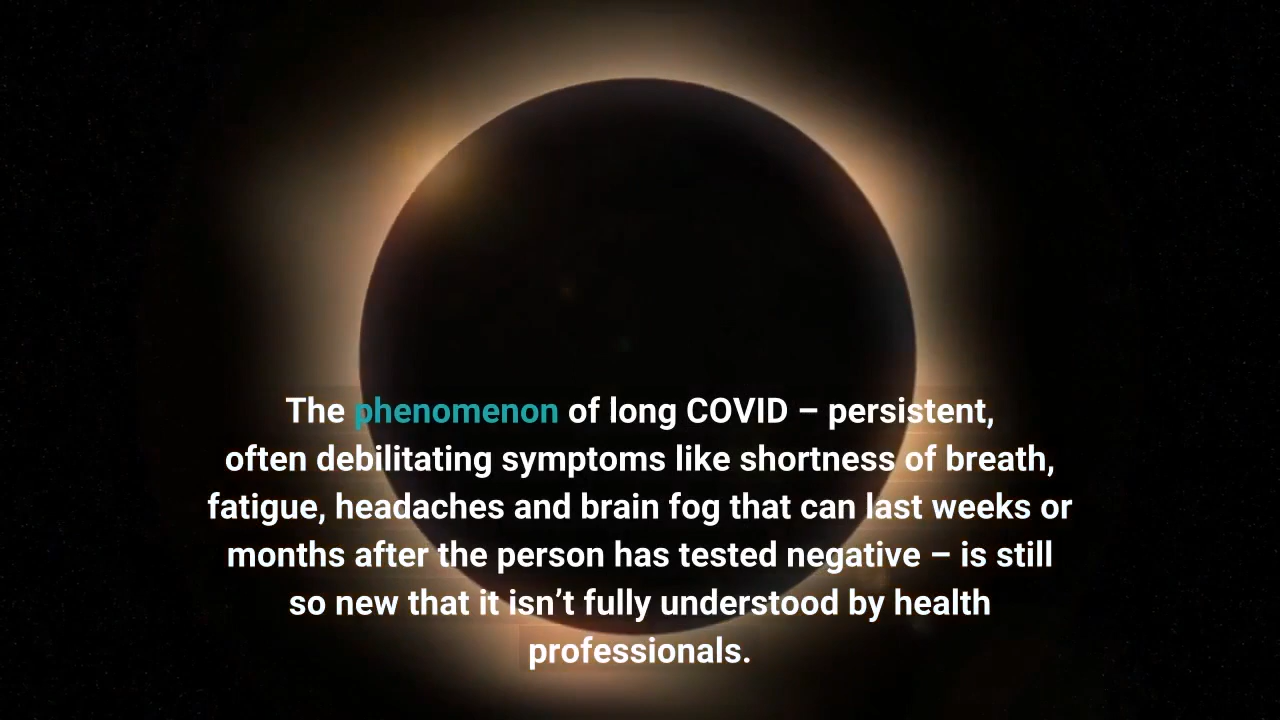 The phenomenon of long COVID – persistent,
often debilitating symptoms like shortness of breath,
fatigue, headaches and brain fog that can last weeks or
months after the person has tested negative – is still
so new that it isn’t fully understood by health
professionals.